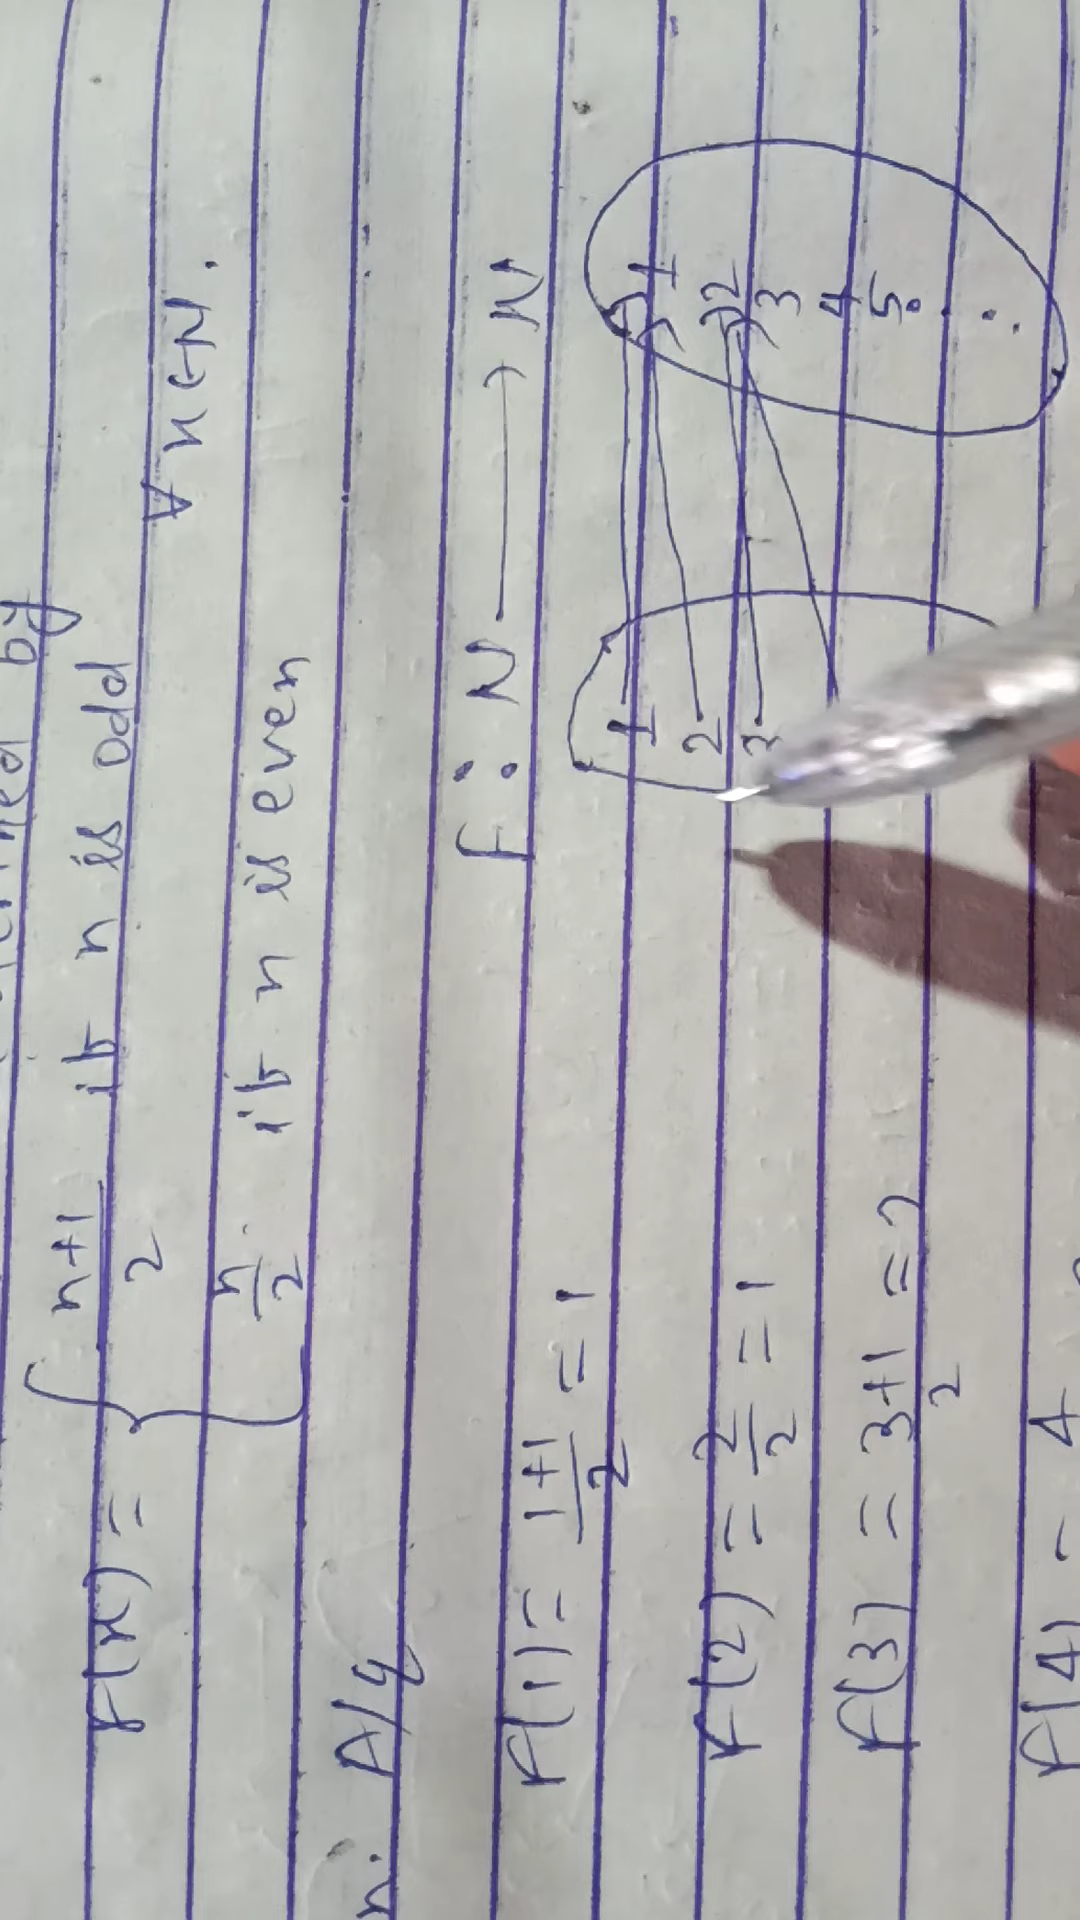 by
f(x) = { n+1/2 if n is odd
n/2 if n is even
∀ n ∈ N.
n. A/q
f : N → N
f(1) = 1+1/2 = 1
f(2) = 2/2 = 1
f(3) = 3+1/2 = 2
f(4) = 4
1
2
3
1
2
3
4
5